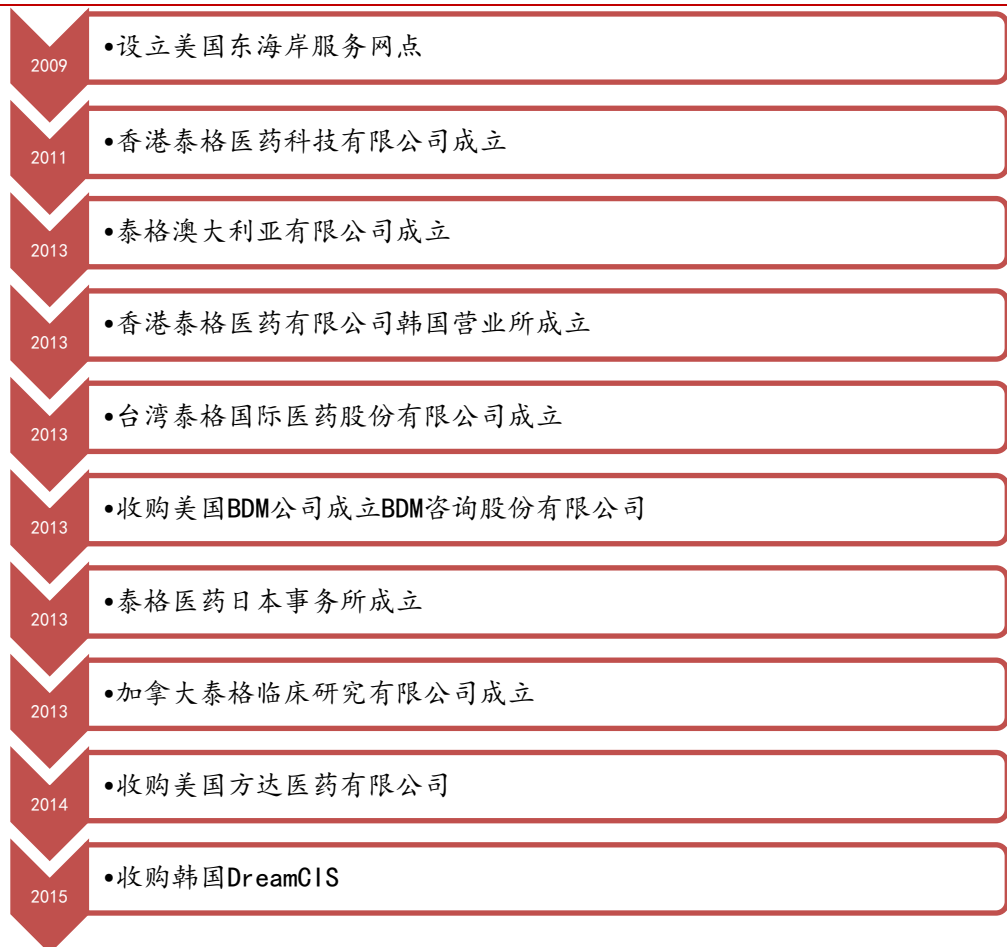 2009
•设立美国东海岸服务网点
2011
•香港泰格医药科技有限公司成立
2013
•泰格澳大利亚有限公司成立
2013
•香港泰格医药有限公司韩国营业所成立
2013
•台湾泰格国际医药股份有限公司成立
2013
•收购美国BDM公司成立BDM咨询股份有限公司
2013
•泰格医药日本事务所成立
2013
•加拿大泰格临床研究有限公司成立
2014
•收购美国方达医药有限公司
2015
•收购韩国DreamCIS